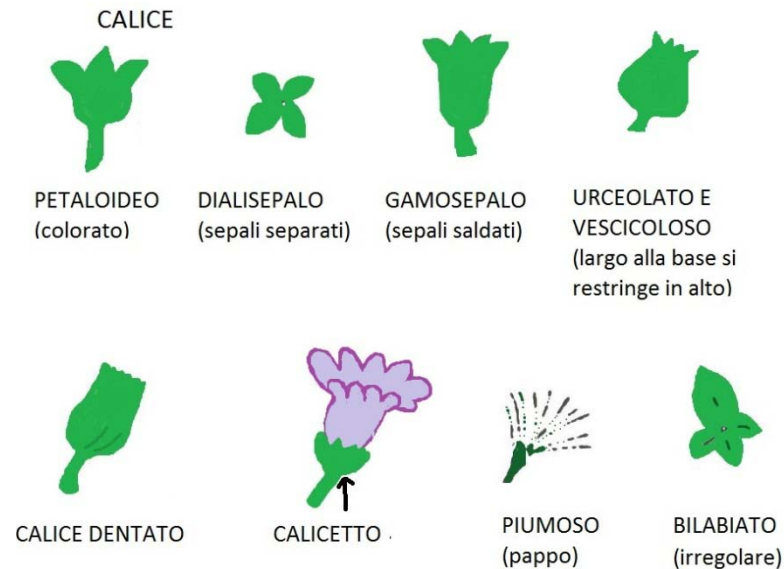 CALICE
PETALOIDEO
(colorato)
DIALISEPALO
(sepali separati)
GAMOSEPALO
(sepali saldati)
URCEOLATO E
VESCICOLOSO
(largo alla base si
restringe in alto)
CALICE DENTATO
CALICETTO
PIUMOSO
(pappo)
BILABIATO
(irregolare)